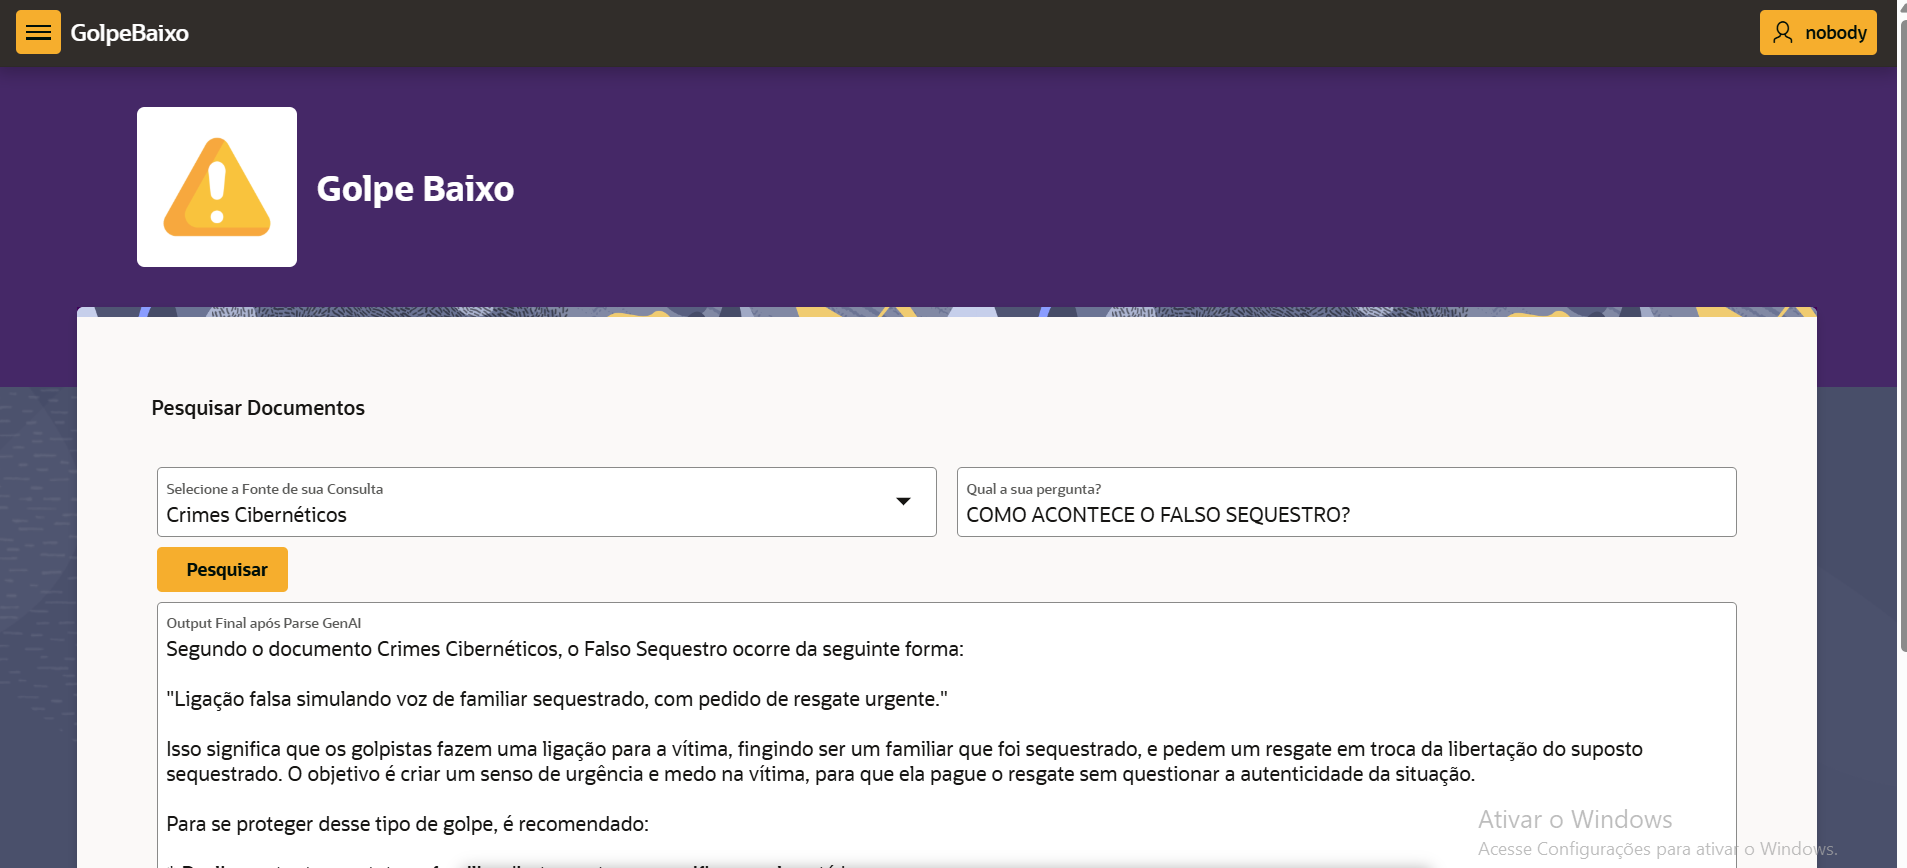 GolpeBaixo
nobody
Golpe Baixo
Pesquisar Documentos
Selecione a Fonte de sua Consulta
Crimes Cibernéticos
Qual a sua pergunta?
COMO ACONTECE O FALSO SEQUESTRO?
Pesquisar
Output Final após Parse GenAI
Segundo o documento Crimes Cibernéticos, o Falso Sequestro ocorre da seguinte forma:
"Ligação falsa simulando voz de familiar sequestrado, com pedido de resgate urgente."
Isso significa que os golpistas fazem uma ligação para a vítima, fingindo ser um familiar que foi sequestrado, e pedem um resgate em troca da libertação do suposto
sequestrado. O objetivo é criar um senso de urgência e medo na vítima, para que ela pague o resgate sem questionar a autenticidade da situação.
Para se proteger desse tipo de golpe, é recomendado:
Ativar o Windows
Acesse Configurações para ativar o Windows.